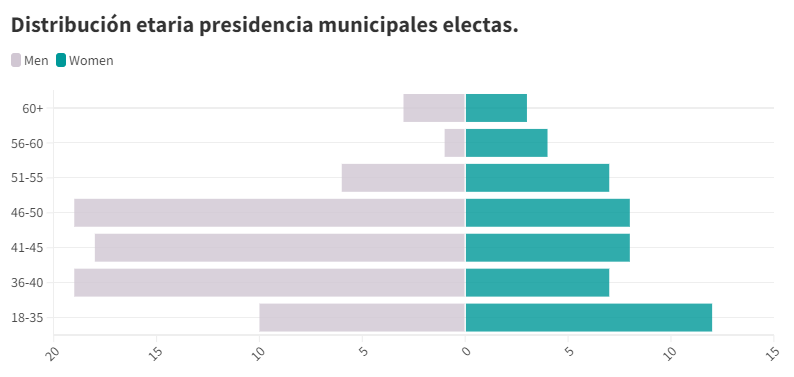 Distribución etaria presidencia municipales electas.
Men Women
60+
56-60
51-55
46-50
41-45
36-40
18-35
20 15 10 5 0 5 10 15